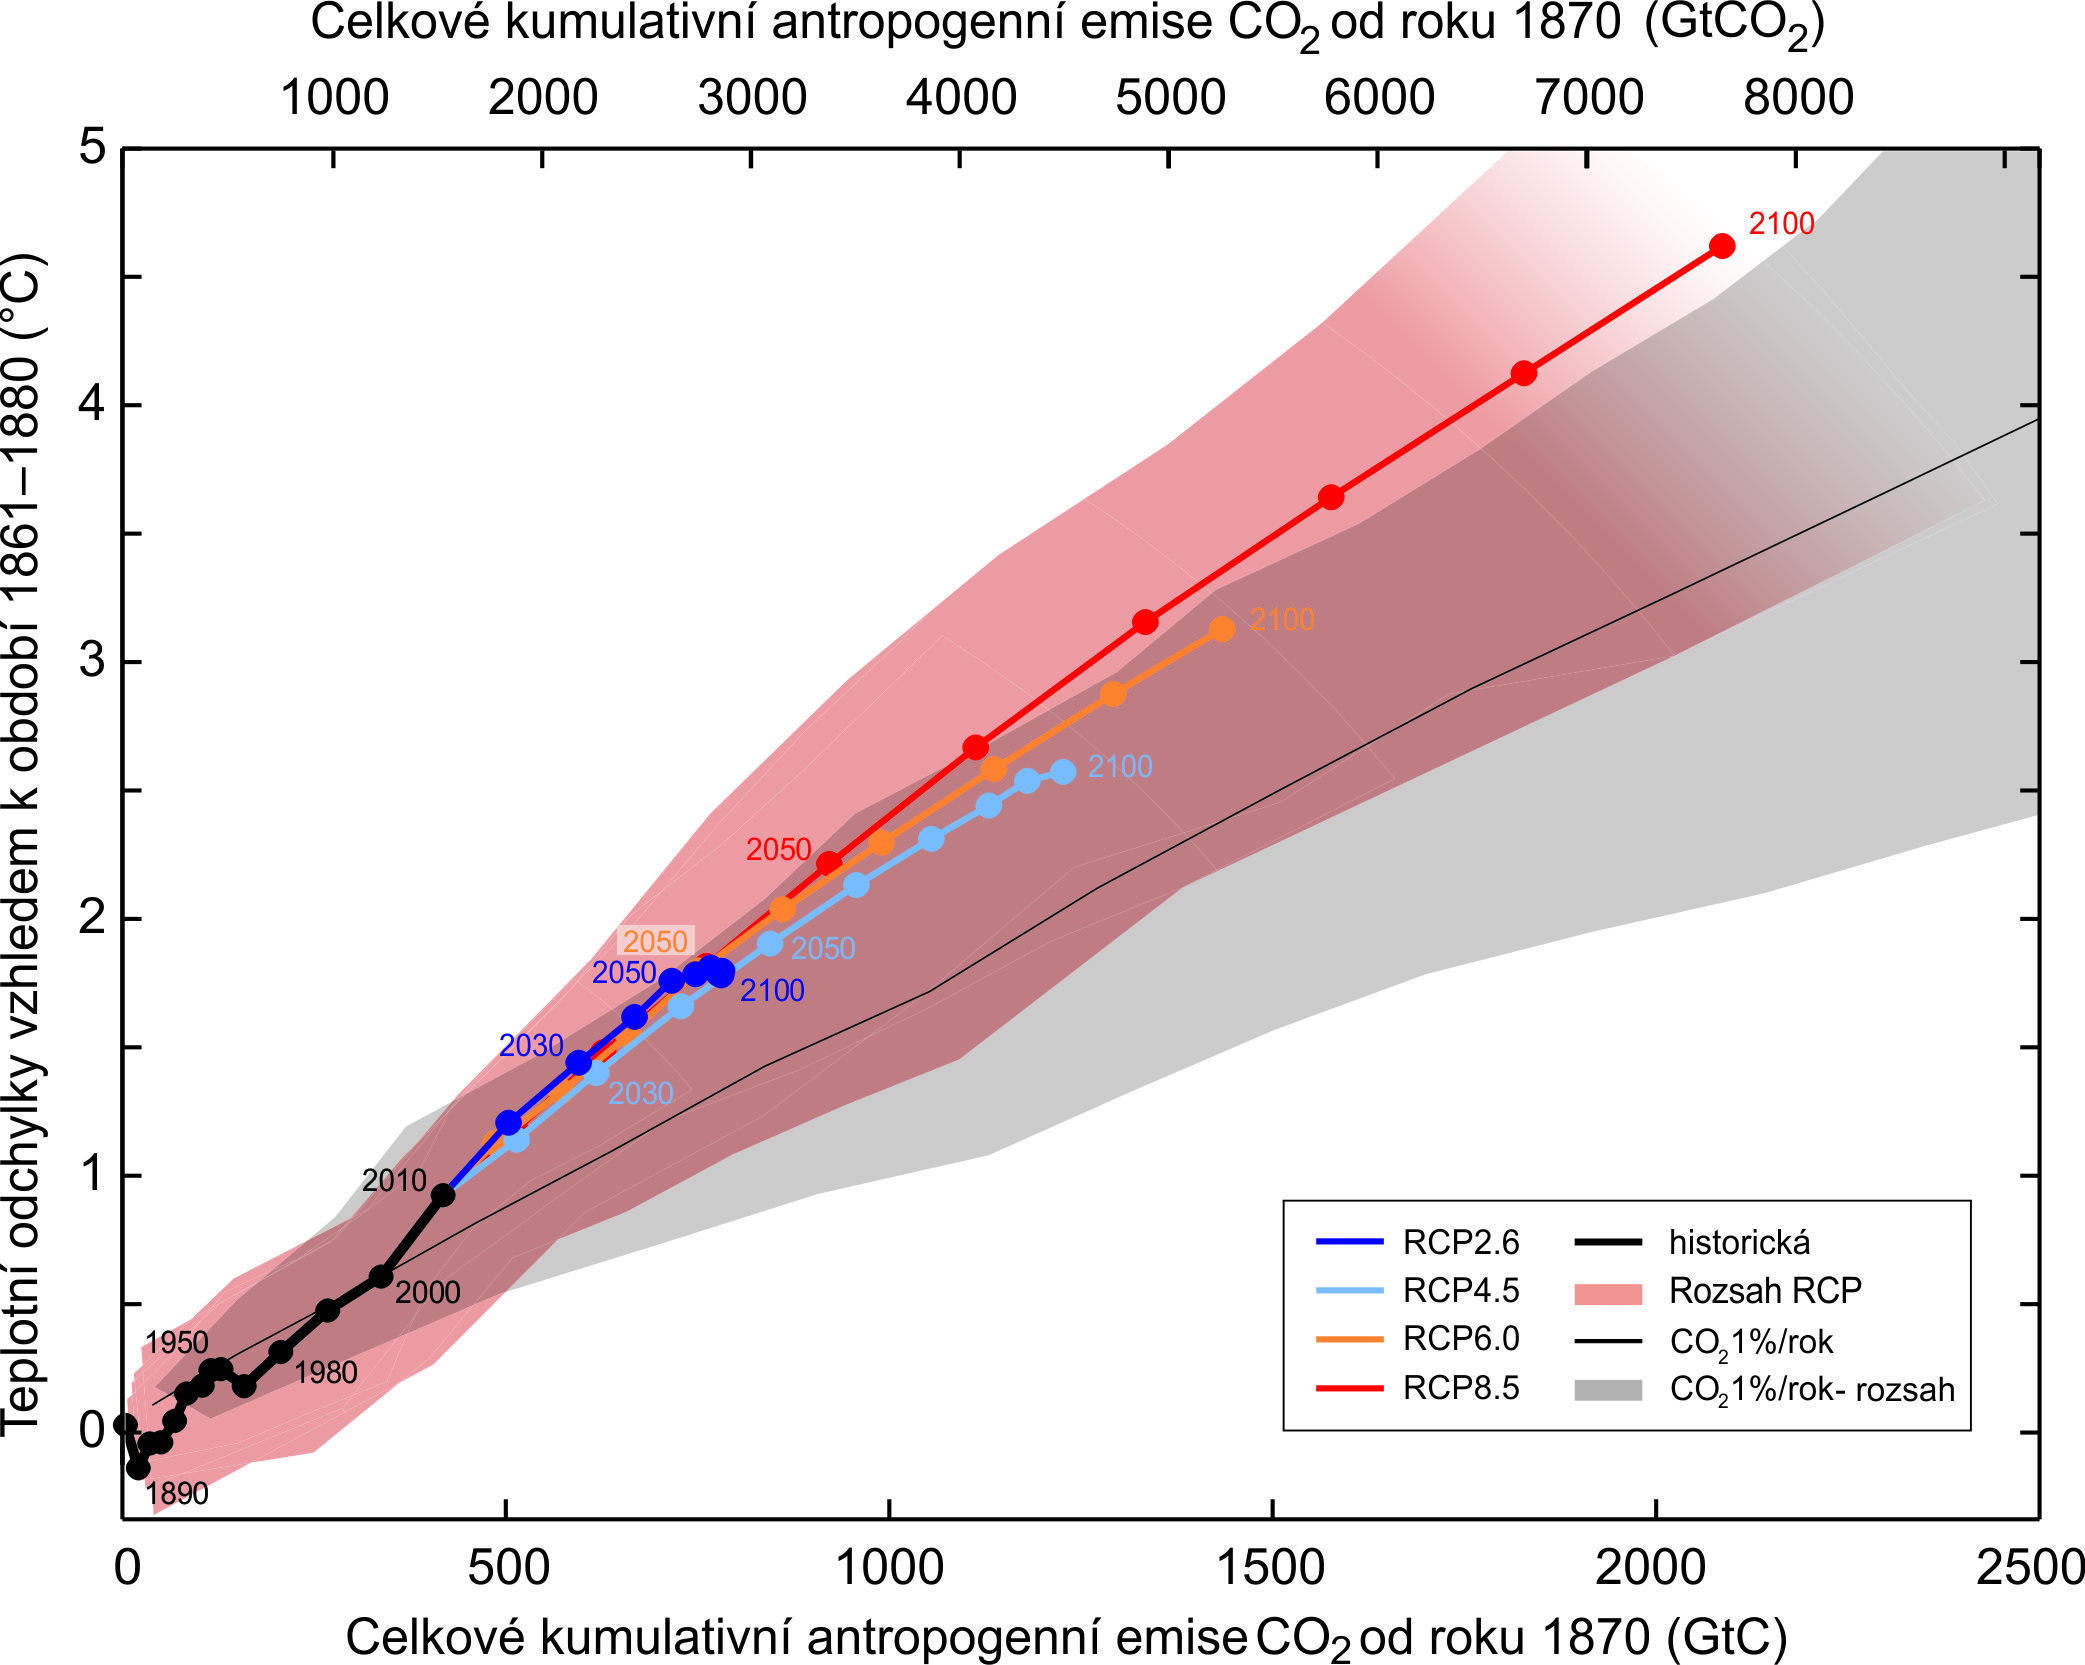 Celkové kumulativní antropogenní emise CO2 od roku 1870 (GtCO2)
1000 2000 3000 4000 5000 6000 7000 8000
Teplotní odchylky vzhledem k období 1861–1880 (°C)
5
4
3
2
1
0
2100
2100
2100
2050
2050
2050
2050
2100
2030
2030
2010
2000
1950
1980
1890
RCP2.6
RCP4.5
RCP6.0
RCP8.5
historická
Rozsah RCP
CO2 1%/rok
CO2 1%/rok- rozsah
0 500 1000 1500 2000 2500
Celkové kumulativní antropogenní emise CO2 od roku 1870 (GtC)